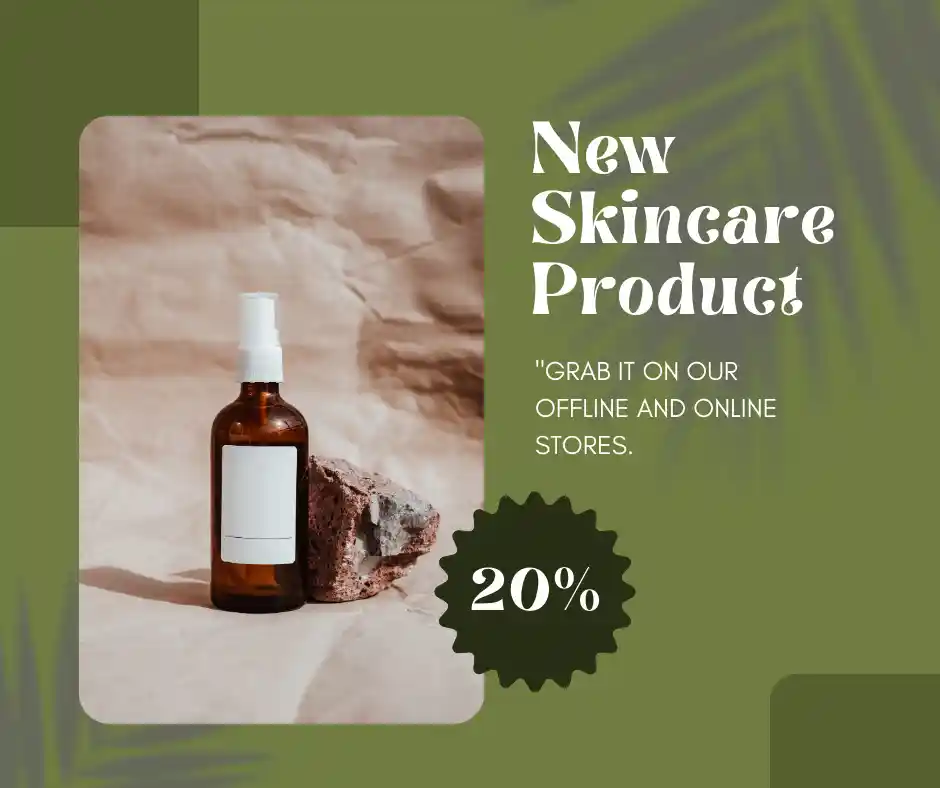 New
Skincare
Product
"GRAB IT ON OUR
OFFLINE AND ONLINE
STORES.
20%